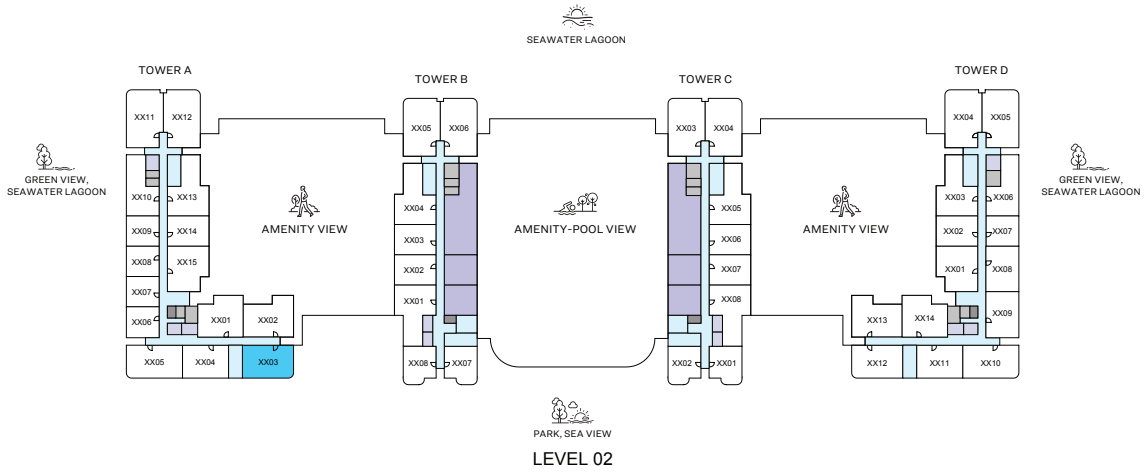 SEAWATER LAGOON
TOWER A
TOWER B
TOWER C
TOWER D
XX11
XX12
XX05
XX06
XX03
XX04
XX04
XX05
GREEN VIEW,
SEAWATER LAGOON
GREEN VIEW,
SEAWATER LAGOON
XX10
XX13
XX04
XX05
XX03
XX06
AMENITY VIEW
AMENITY-POOL VIEW
AMENITY VIEW
XX09
XX14
XX03
XX06
XX02
XX07
XX08
XX15
XX02
XX07
XX01
XX08
XX07
XX01
XX08
XX06
XX01
XX02
XX13
XX14
XX09
XX05
XX04
XX03
XX08
XX07
XX02
XX01
XX12
XX11
XX10
PARK, SEA VIEW
LEVEL 02